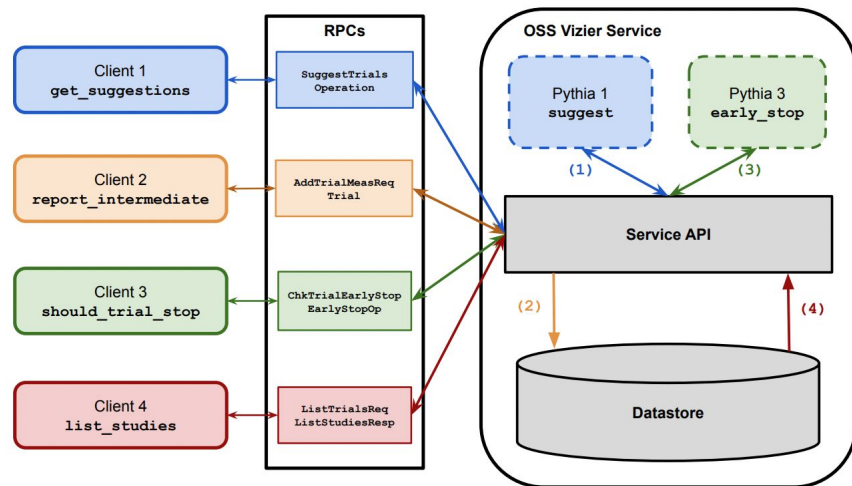 RPCs
OSS Vizier Service
Client 1
get_suggestions
SuggestTrials
Operation
Pythia 1
suggest
Pythia 3
early_stop
(1)
(3)
Client 2
report_intermediate
AddTrialMeasReq
Trial
Service API
Client 3
should_trial_stop
ChkTrialEarlyStop
EarlyStopOp
(2)
(4)
Client 4
list_studies
ListTrialsReq
ListStudiesResp
Datastore